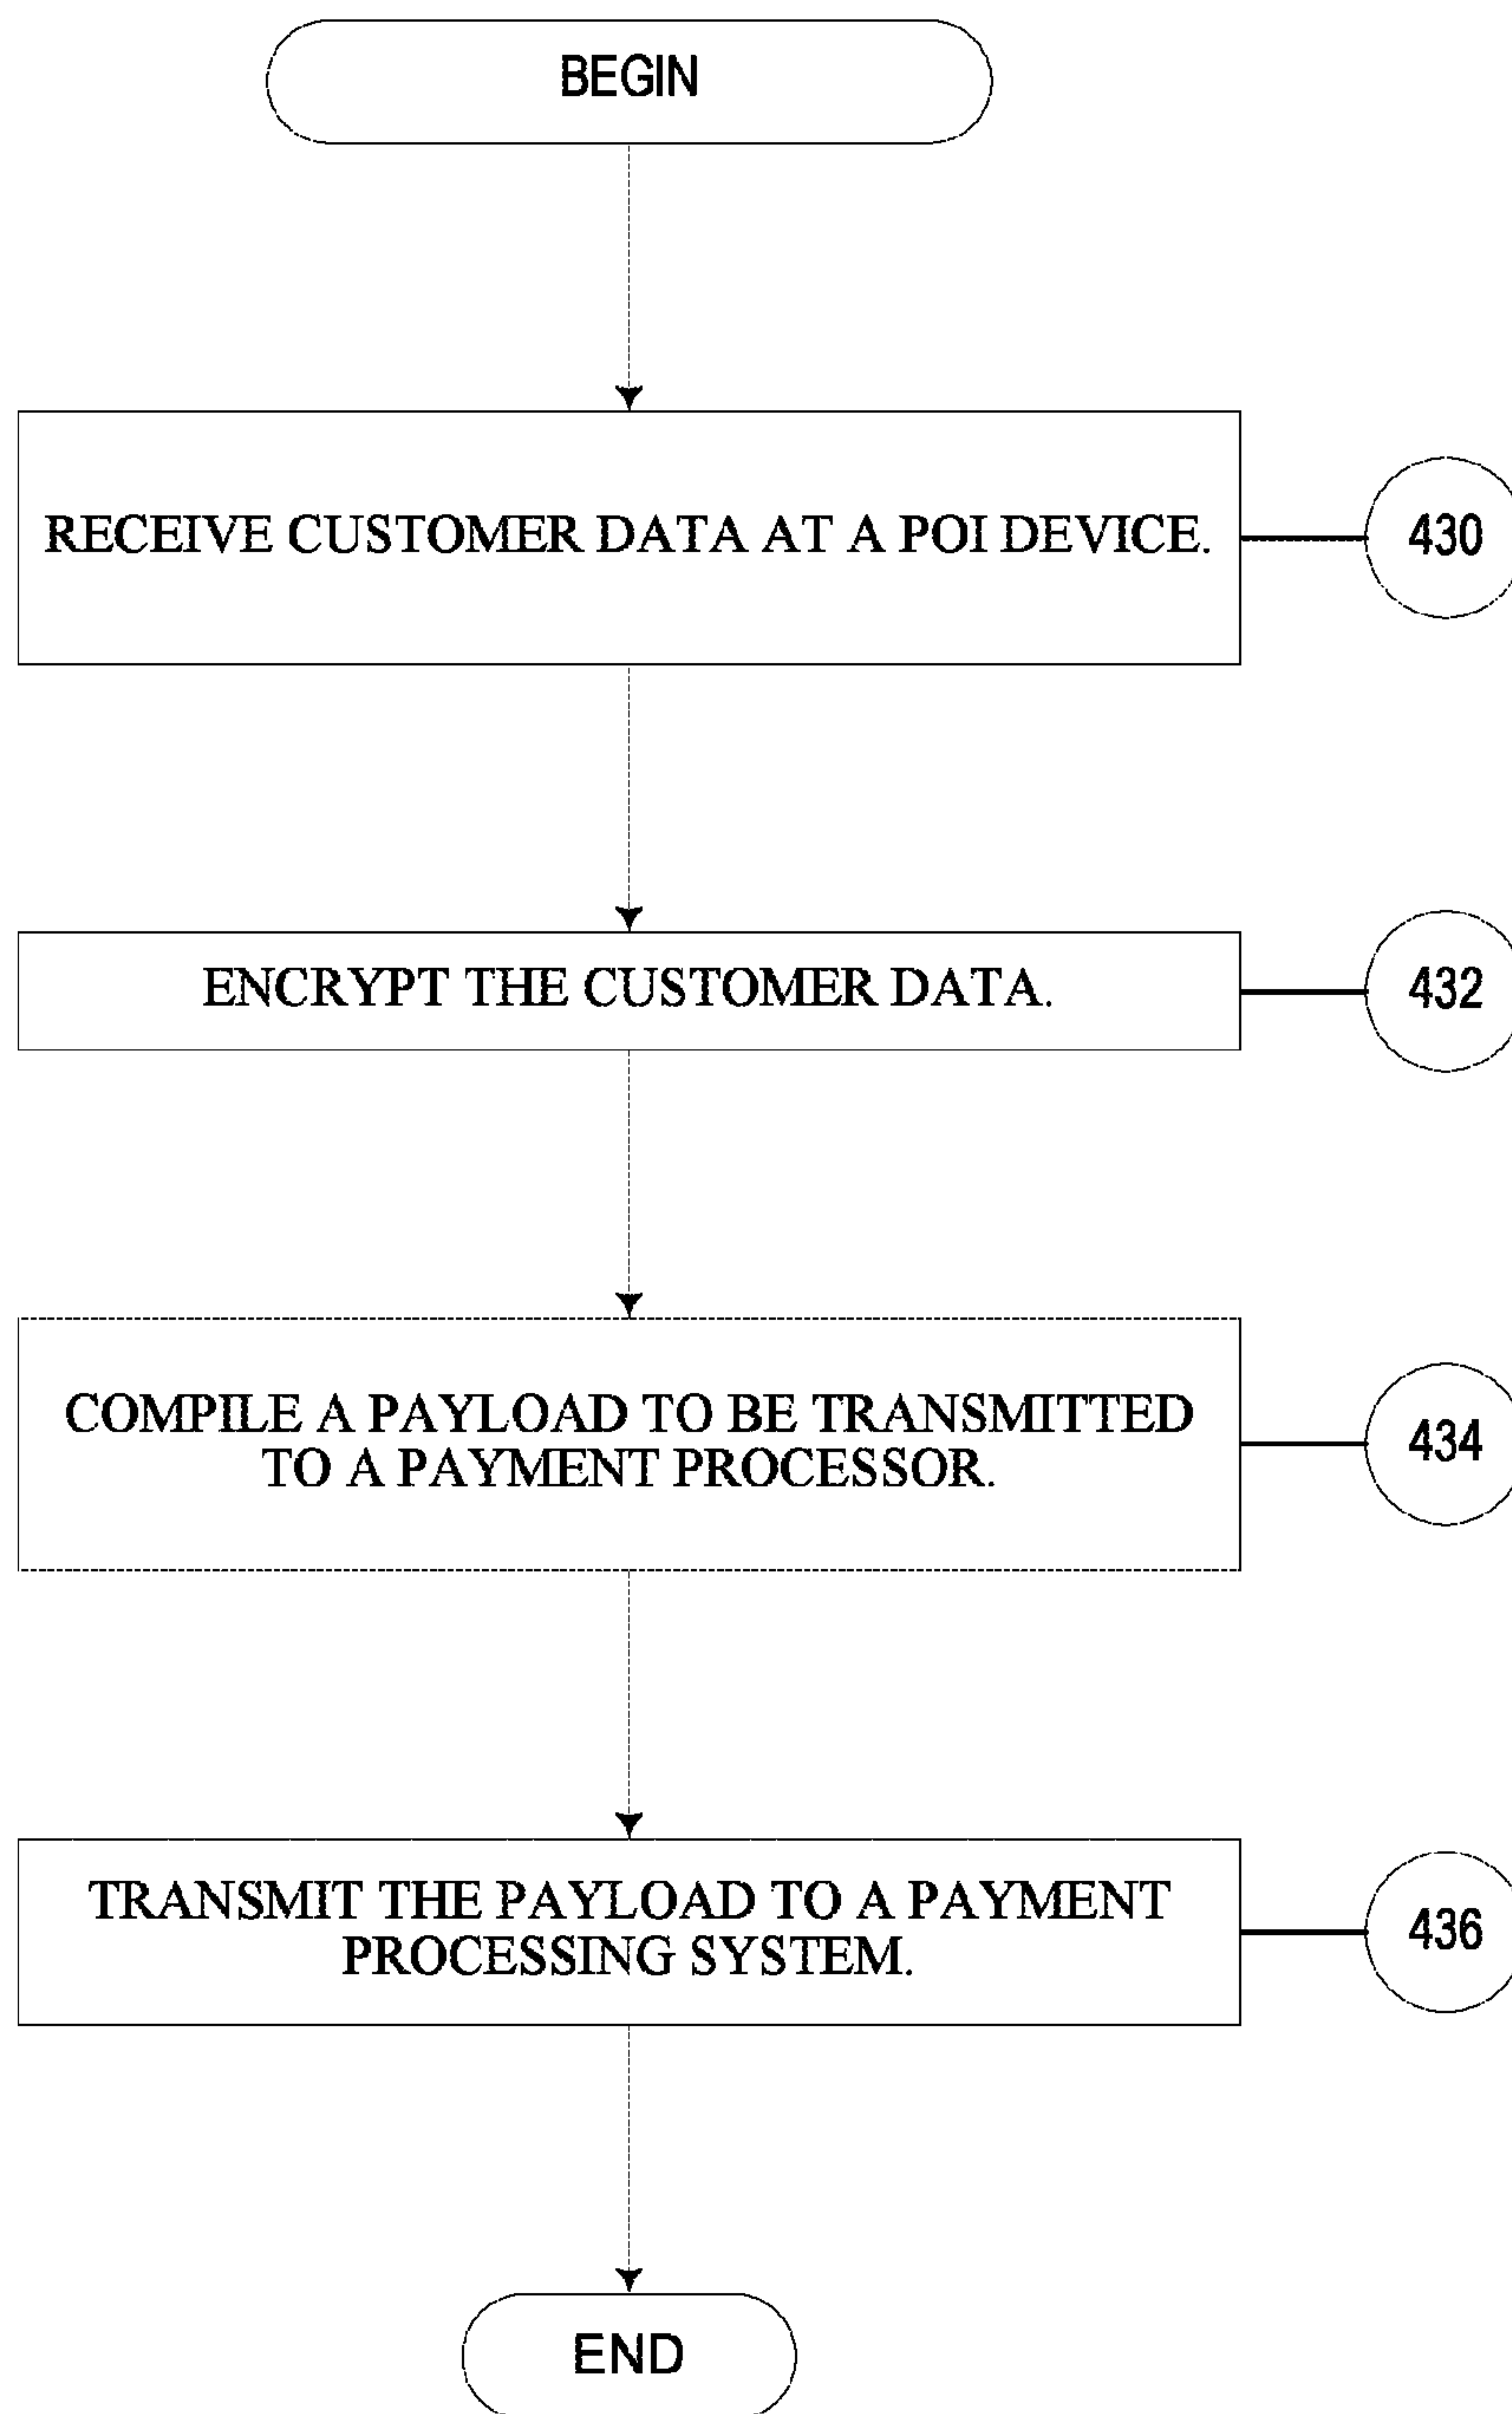 BEGIN
RECEIVE CUSTOMER DATA AT A POI DEVICE.
430
ENCRYPT THE CUSTOMER DATA.
432
COMPILE A PAYLOAD TO BE TRANSMITTED
TO A PAYMENT PROCESSOR.
434
TRANSMIT THE PAYLOAD TO A PAYMENT
PROCESSING SYSTEM.
436
END